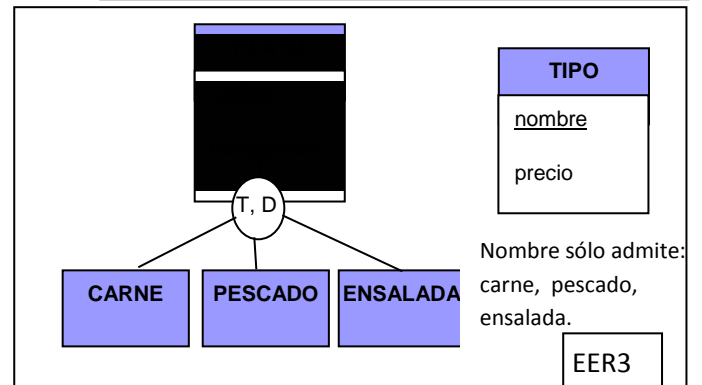 TIPO
nombre
precio
T, D
CARNE
PESCADO
ENSALADA
Nombre sólo admite:
carne, pescado,
ensalada.
EER3